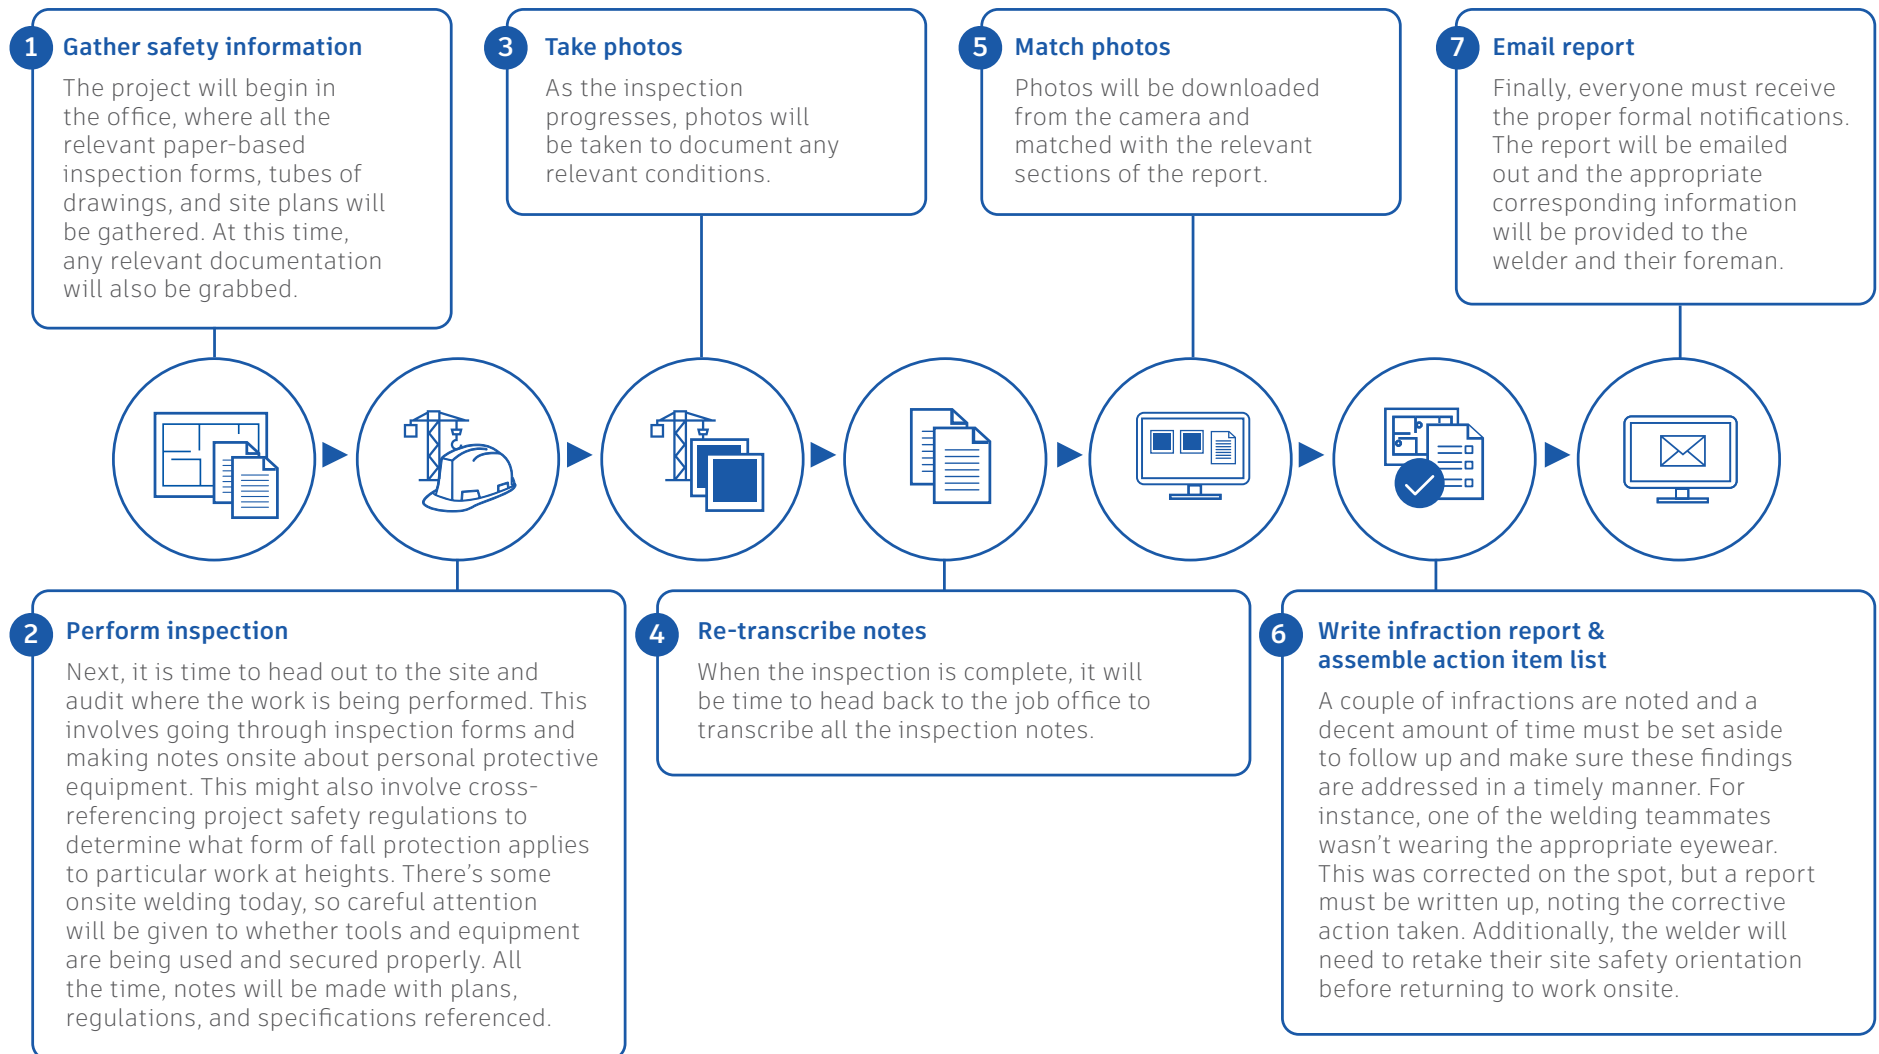 1 Gather safety information
The project will begin in
the office, where all the
relevant paper-based
inspection forms, tubes of
drawings, and site plans will
be gathered. At this time,
any relevant documentation
will also be grabbed.
2 Perform inspection
Next, it is time to head out to the site and
audit where the work is being performed. This
involves going through inspection forms and
making notes onsite about personal protective
equipment. This might also involve cross-
referencing project safety regulations to
determine what form of fall protection applies
to particular work at heights. There’s some
onsite welding today, so careful attention
will be given to whether tools and equipment
are being used and secured properly. All
the time, notes will be made with plans,
regulations, and specifications referenced.
3 Take photos
As the inspection
progresses, photos will
be taken to document any
relevant conditions.
4 Re-transcribe notes
When the inspection is complete, it will
be time to head back to the job office to
transcribe all the inspection notes.
5 Match photos
Photos will be downloaded
from the camera and
matched with the relevant
sections of the report.
6 Write infraction report &
assemble action item list
A couple of infractions are noted and a
decent amount of time must be set aside
to follow up and make sure these findings
are addressed in a timely manner. For
instance, one of the welding teammates
wasn’t wearing the appropriate eyewear.
This was corrected on the spot, but a report
must be written up, noting the corrective
action taken. Additionally, the welder will
need to retake their site safety orientation
before returning to work onsite.
7 Email report
Finally, everyone must receive
the proper formal notifications.
The report will be emailed
out and the appropriate
corresponding information
will be provided to the
welder and their foreman.